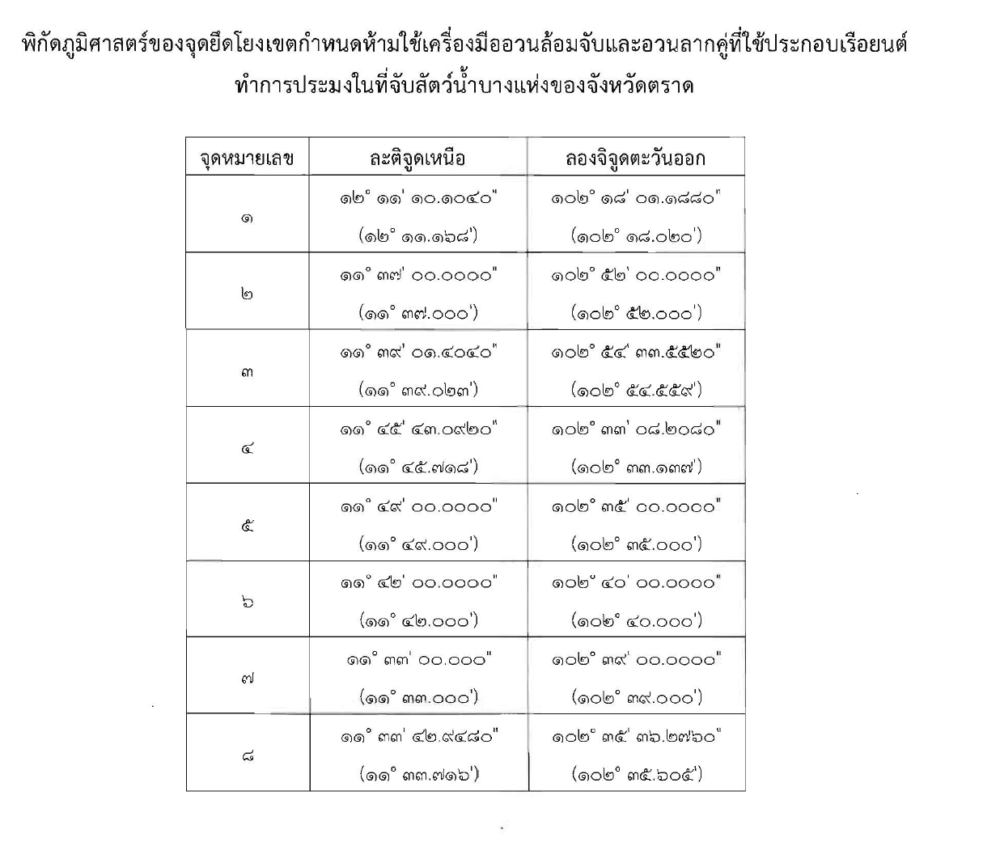 พิกัดภูมิศาสตร์ของจุดยึดโยงเขตกำหนดห้ามใช้เครื่องมืออวนล้อมจับและอวนลากคู่ที่ใช้ประกอบเรือยนต์
ทำการประมงในที่จับสัตว์น้ำบางแห่งของจังหวัดตราด
จุดหมายเลข ละติจูดเหนือ ลองจิจูดตะวันออก
๑๒° ๑๑' ๑๐.๑๐๔๐" ๑๐๒° ๑๘' ๐๑.๑๘๘๐"
๑
(๑๒° ๑๑.๑๖๘') (๑๐๒° ๑๘.๐๒๐')
๑๑° ๓๗' ๐๐.๐๐๐๐" ๑๐๒° ๕๒' ๐๐.๐๐๐๐"
๒
(๑๑° ๓๗.๐๐๐') (๑๐๒° ๕๒.๐๐๐')
๑๑° ๓๙' ๐๑.๔๐๔๐" ๑๐๒° ๕๔' ๓๓.๕๕๒๐"
๓
(๑๑° ๓๙.๐๒๓') (๑๐๒° ๕๔.๕๕๙')
๑๑° ๔๕' ๔๓.๐๙๒๐" ๑๐๒° ๓๓' ๐๘.๒๐๘๐"
๔
(๑๑° ๔๕.๗๑๘') (๑๐๒° ๓๓.๑๓๗')
๑๑° ๔๙' ๐๐.๐๐๐๐" ๑๐๒° ๓๕' ๐๐.๐๐๐๐"
๕
(๑๑° ๔๙.๐๐๐') (๑๐๒° ๓๕.๐๐๐')
๑๑° ๔๒' ๐๐.๐๐๐๐" ๑๐๒° ๔๐' ๐๐.๐๐๐๐"
๖
(๑๑° ๔๒.๐๐๐') (๑๐๒° ๔๐.๐๐๐')
๑๑° ๓๓' ๐๐.๐๐๐" ๑๐๒° ๓๙' ๐๐.๐๐๐๐"
๗
(๑๑° ๓๓.๐๐๐') (๑๐๒° ๓๙.๐๐๐')
๑๑° ๓๓' ๔๒.๙๔๘๐" ๑๐๒° ๓๕' ๓๖.๒๗๖๐"
๘
(๑๑° ๓๓.๗๑๖') (๑๐๒° ๓๕.๖๐๕')